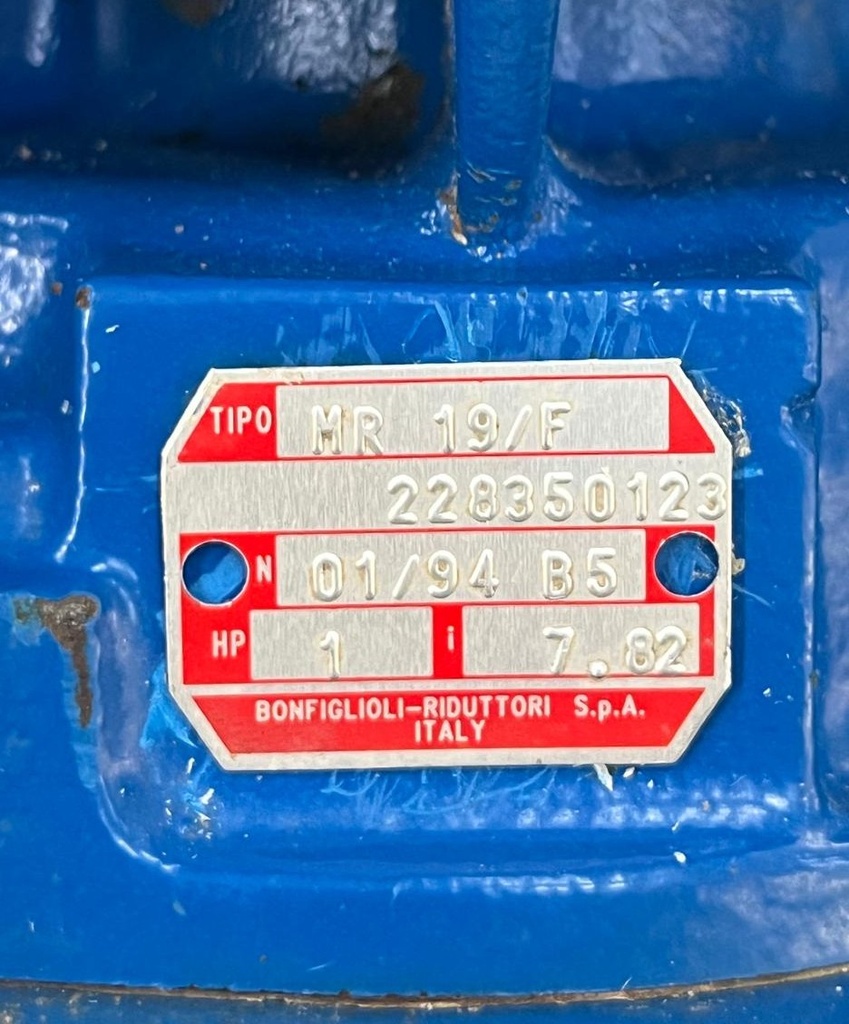 TIPO MR 19/F
228350123
N 01/94 B5
HP 1 i 7.82
BONFIGLIOLI-RIDUTTORI S.p.A.
ITALY